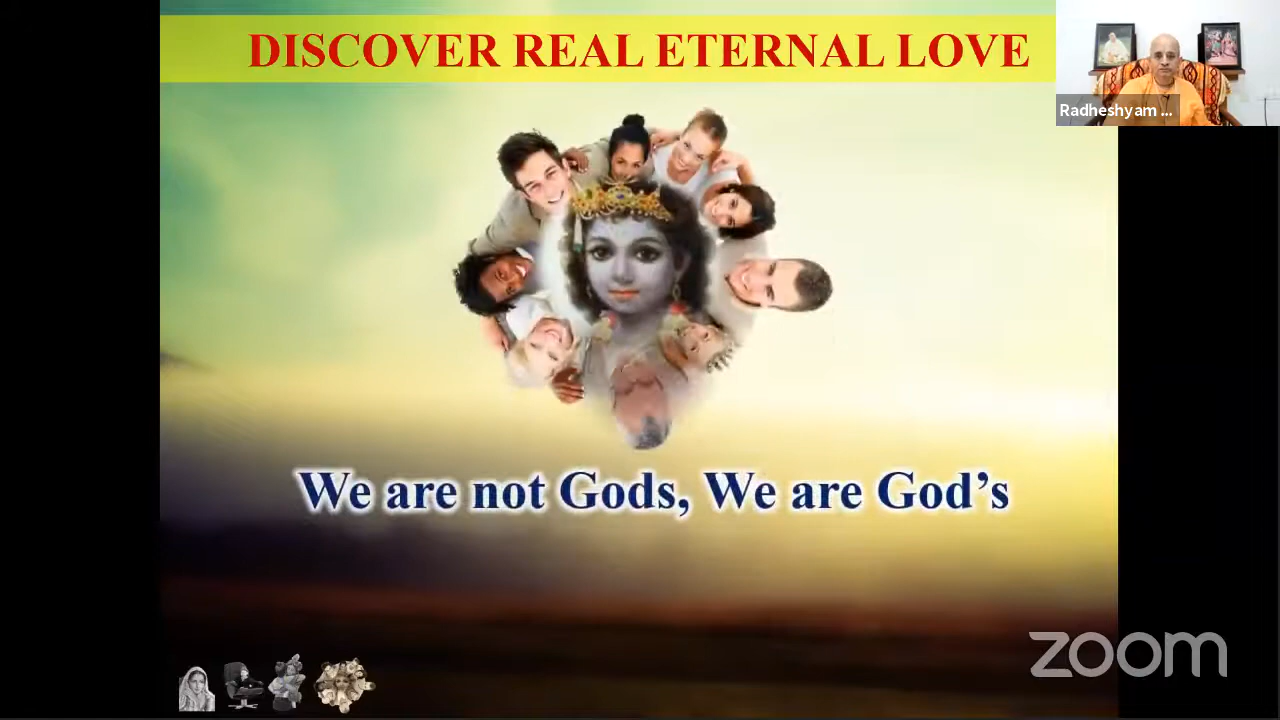 DISCOVER REAL ETERNAL LOVE
Radheshyam ...
We are not Gods, We are God’s
zoom